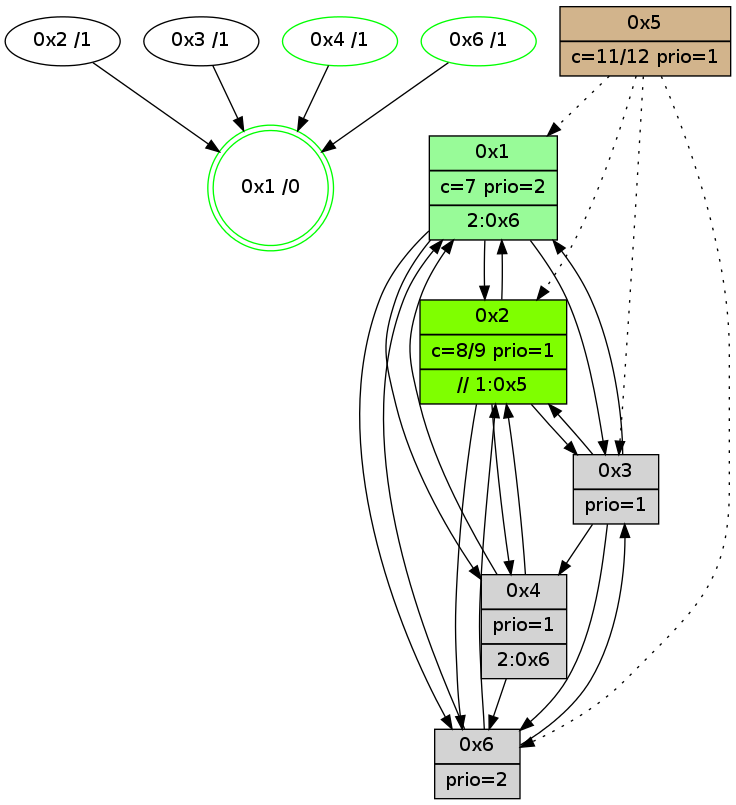 0x2 /1
0x3 /1
0x4 /1
0x6 /1
0x5
c=11/12 prio=1
0x1 /0
0x1
c=7 prio=2
2:0x6
0x2
c=8/9 prio=1
// 1:0x5
0x3
prio=1
0x4
prio=1
2:0x6
0x6
prio=2